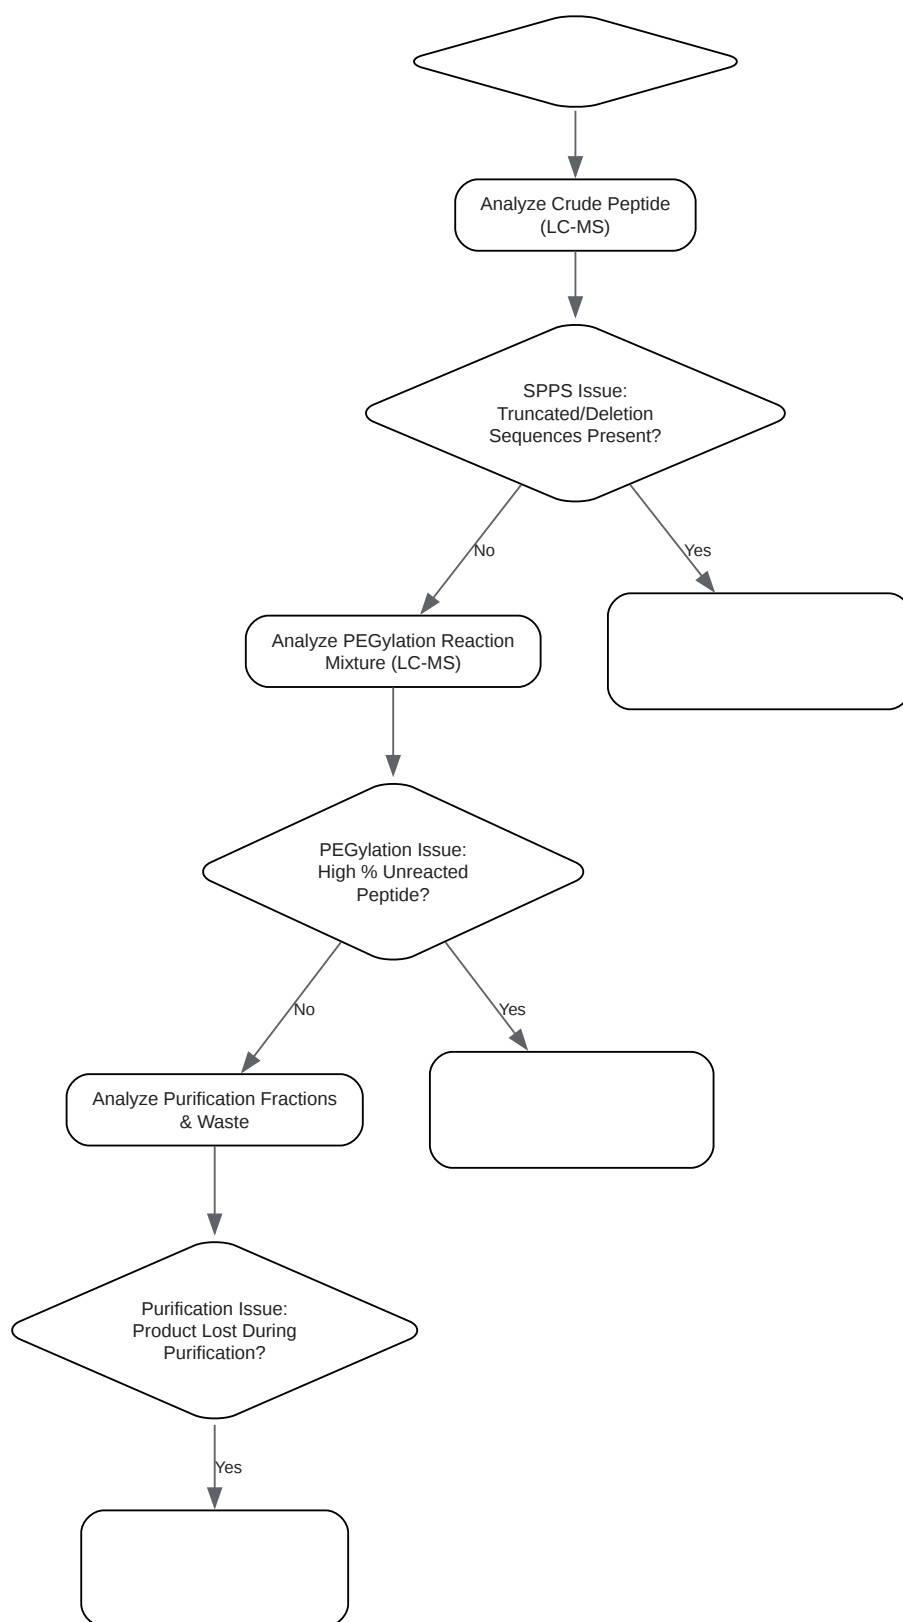 Analyze Crude Peptide
(LC-MS)
SPPS Issue:
Truncated/Deletion
Sequences Present?
No
Yes
Analyze PEGylation Reaction
Mixture (LC-MS)
PEGylation Issue:
High % Unreacted
Peptide?
No
Yes
Analyze Purification Fractions
& Waste
Purification Issue:
Product Lost During
Purification?
Yes